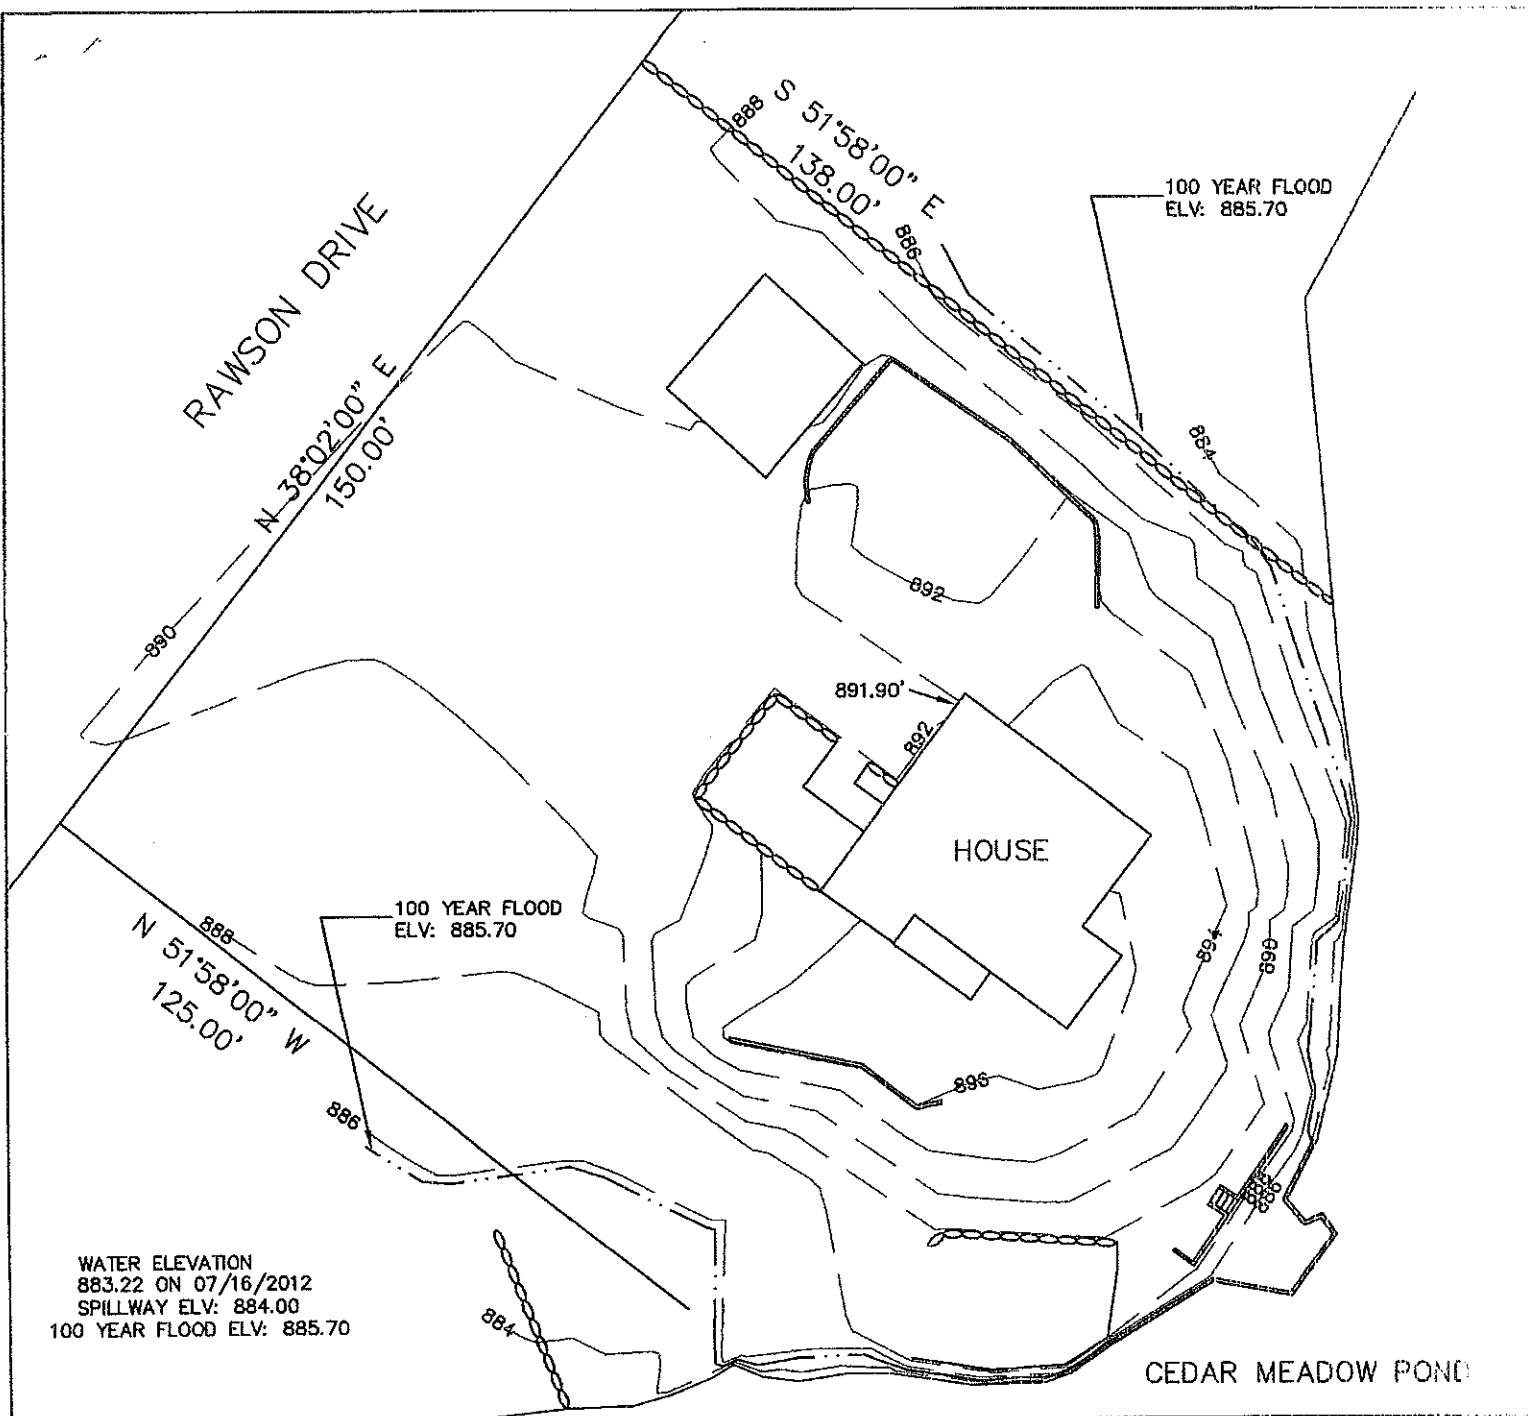 888
S 51°58'00" E
138.00'
100 YEAR FLOOD
ELV: 885.70
886
RAWSON DRIVE
N 38°02'00" E
150.00'
884
892
890
891.90'
892
HOUSE
100 YEAR FLOOD
ELV: 885.70
888
N 51°58'00" W
125.00'
894
890
896
886
WATER ELEVATION
883.22 ON 07/16/2012
SPILLWAY ELV: 884.00
100 YEAR FLOOD ELV: 885.70
884
CEDAR MEADOW POND